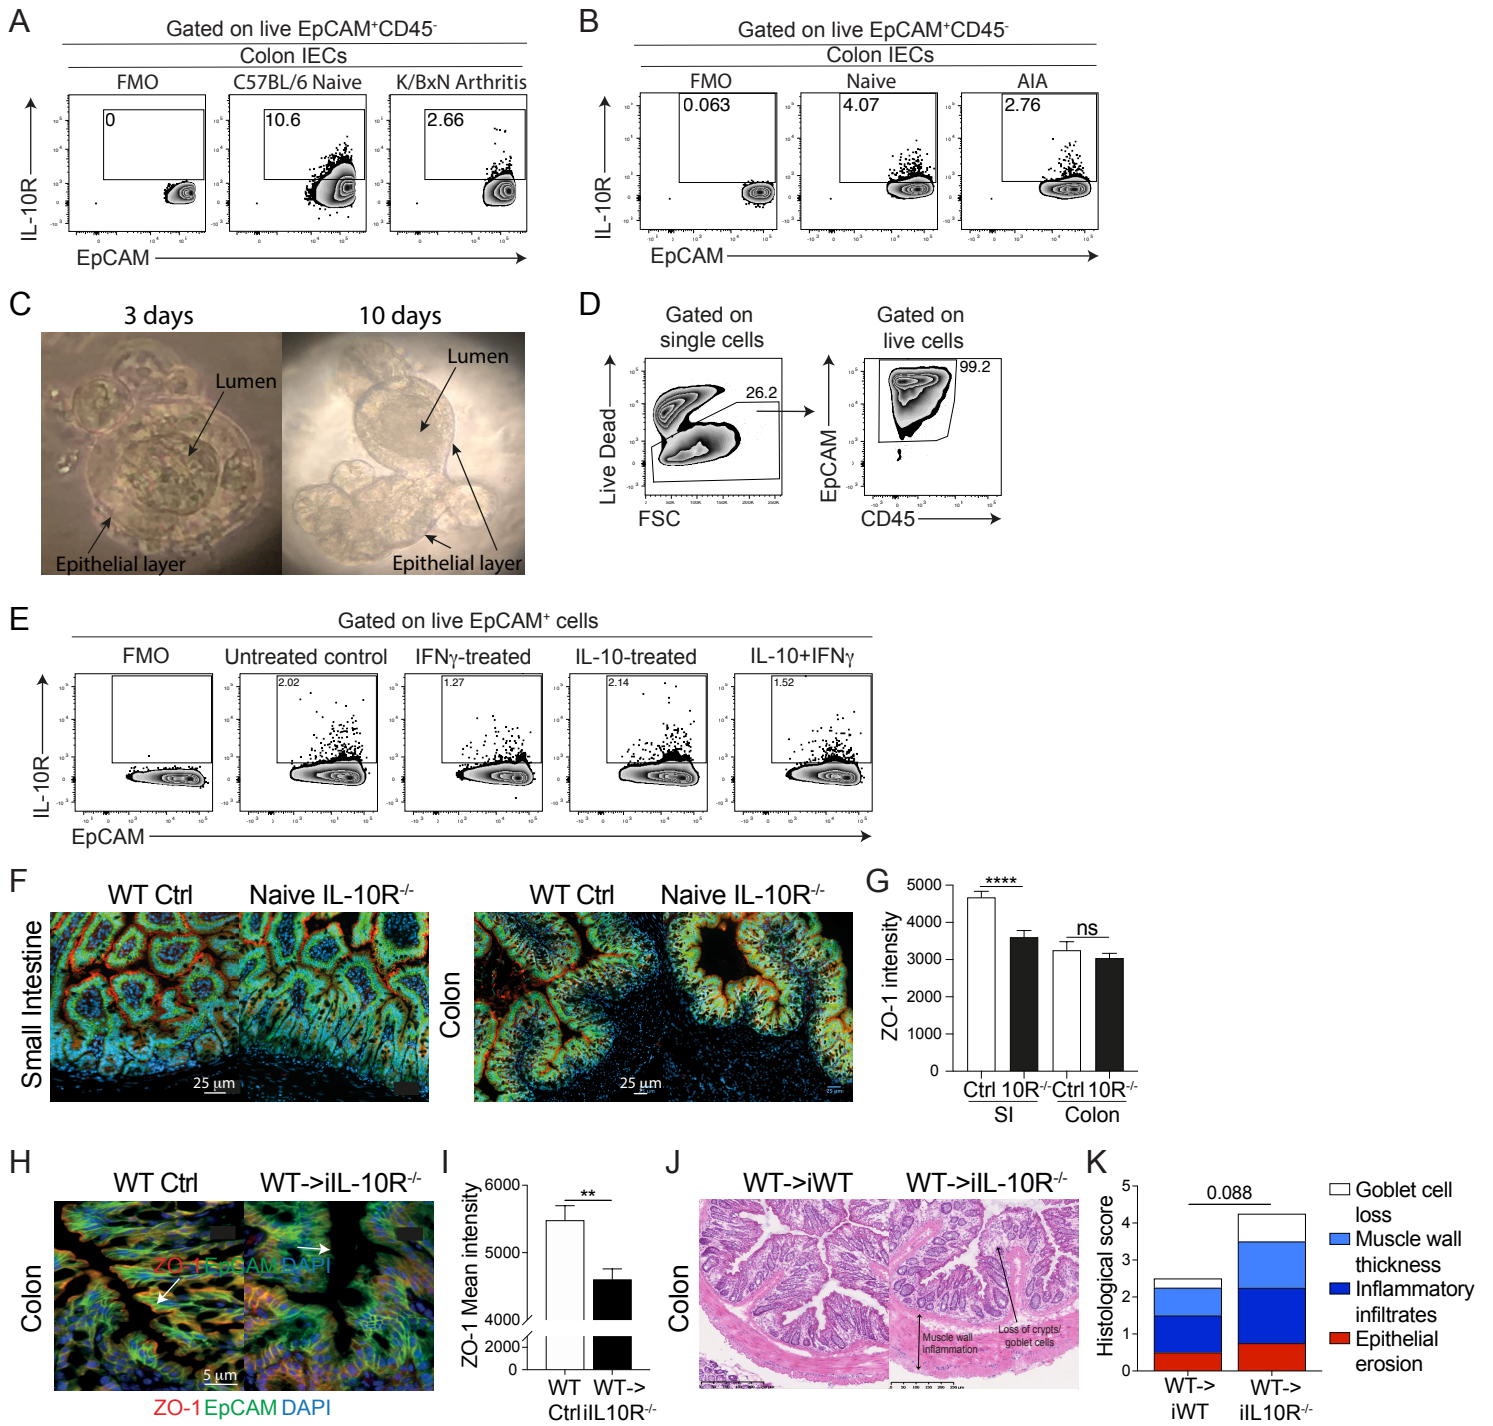 A
Gated on live EpCAM⁺CD45⁻
Colon IECs
FMO C57BL/6 Naive K/BxN Arthritis
0 10.6 2.66
IL-10R
EpCAM
B
Gated on live EpCAM⁺CD45⁻
Colon IECs
FMO Naive AIA
0.063 4.07 2.76
IL-10R
EpCAM
C
3 days 10 days
Lumen
Lumen
Epithelial layer
Epithelial layer
D
Gated on
single cells
26.2
Live Dead
50K 100K 150K 200K 250K
FSC
Gated on
live cells
99.2
EpCAM
CD45
E
Gated on live EpCAM⁺ cells
FMO Untreated control IFNγ-treated IL-10-treated IL-10+IFNγ
2.02 1.27 2.14 1.52
IL-10R
EpCAM
F
WT Ctrl Naive IL-10R⁻/⁻
Small Intestine
25 μm
WT Ctrl Naive IL-10R⁻/⁻
Colon
25 μm
25 μm
G
ZO-1 intensity
5000
4000
3000
2000
1000
0
****
ns
Ctrl 10R⁻/⁻ Ctrl 10R⁻/⁻
SI Colon
H
WT Ctrl WT->iIL-10R⁻/⁻
Colon
ZO-1 EpCAM DAPI
5 μm
ZO-1 EpCAM DAPI
I
ZO-1 Mean intensity
6000
5000
4000
2000
0
**
WT WT->
Ctrl iIL10R⁻/⁻
J
WT->iWT WT->iIL-10R⁻/⁻
Colon
Muscle wall
inflammation
Loss of crypts/
goblet cells
K
Histological score
5
4
3
2
1
0
0.088
WT-> WT->
iWT iIL10R⁻/⁻
Goblet cell
loss
Muscle wall
thickness
Inflammatory
infiltrates
Epithelial
erosion